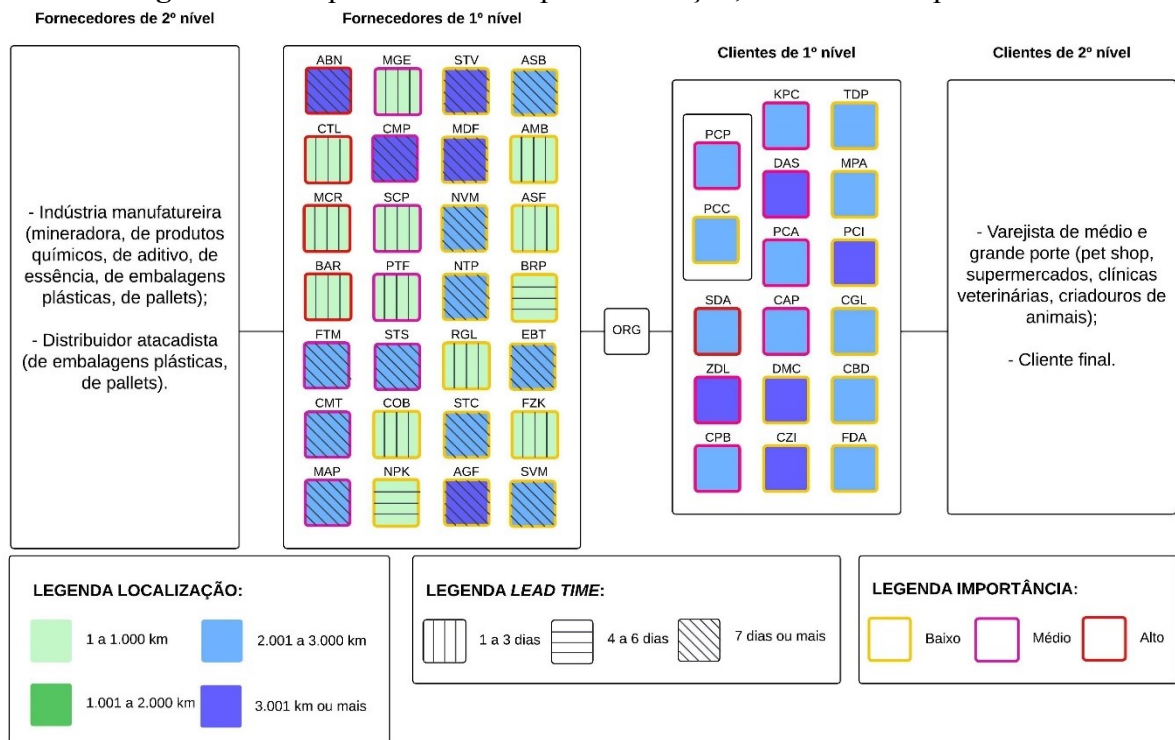 Fornecedores de 2º nível
- Indústria manufatureira
(mineradora, de produtos
químicos, de aditivo, de
essência, de embalagens
plásticas, de pallets);
- Distribuidor atacadista
(de embalagens plásticas,
de pallets).
Fornecedores de 1º nível
ABN MGE STV ASB
CTL CMP MDF AMB
MCR SCP NVM ASF
BAR PTF NTP BRP
FTM STS RGL EBT
CMT COB STC FZK
MAP NPK AGF SVM
ORG
Clientes de 1º nível
KPC TDP
PCP
DAS MPA
PCC
PCA PCI
SDA CAP CGL
ZDL DMC CBD
CPB CZI FDA
Clientes de 2º nível
- Varejista de médio e
grande porte (pet shop,
supermercados, clínicas
veterinárias, criadouros de
animais);
- Cliente final.
LEGENDA LOCALIZAÇÃO:
1 a 1.000 km
2.001 a 3.000 km
1.001 a 2.000 km
3.001 km ou mais
LEGENDA LEAD TIME:
1 a 3 dias
4 a 6 dias
7 dias ou mais
LEGENDA IMPORTÂNCIA:
Baixo
Médio
Alto